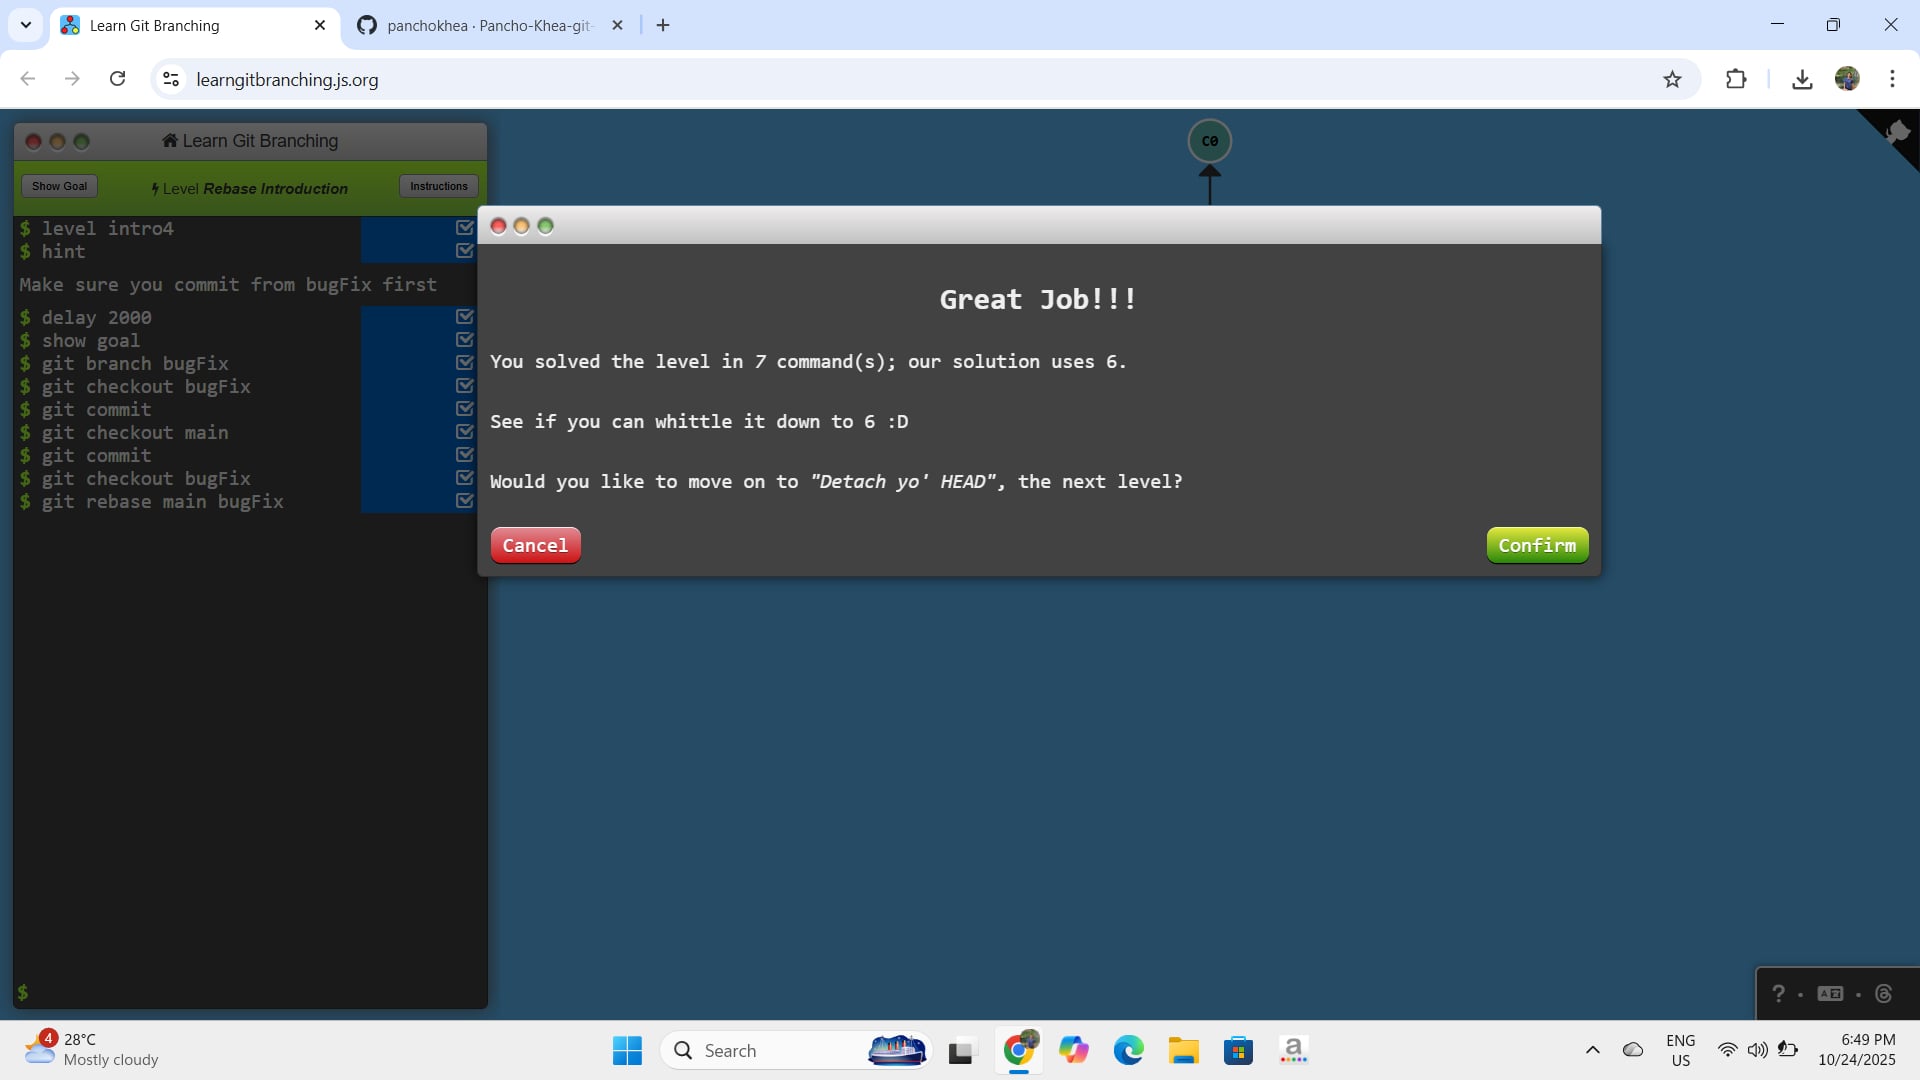 Learn Git Branching
panchokhea · Pancho-Khea-git-
learngitbranching.js.org
Learn Git Branching
Show Goal
Level Rebase Introduction
Instructions
$ level intro4
$ hint
Make sure you commit from bugFix first
$ delay 2000
$ show goal
$ git branch bugFix
$ git checkout bugFix
$ git commit
$ git checkout main
$ git commit
$ git checkout bugFix
$ git rebase main bugFix
$
C0
Great Job!!!
You solved the level in 7 command(s); our solution uses 6.
See if you can whittle it down to 6 :D
Would you like to move on to "Detach yo' HEAD", the next level?
Cancel
Confirm
?
4
28°C
Mostly cloudy
Search
a
ENG
US
6:49 PM
10/24/2025